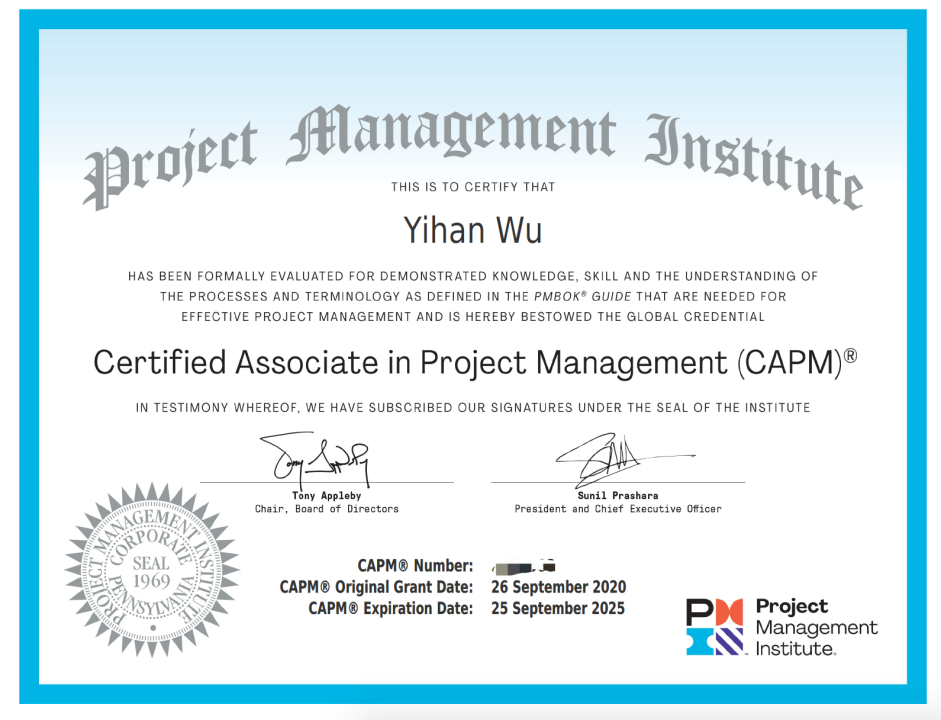 Project Management Institute
THIS IS TO CERTIFY THAT
Yihan Wu
HAS BEEN FORMALLY EVALUATED FOR DEMONSTRATED KNOWLEDGE, SKILL AND THE UNDERSTANDING OF
THE PROCESSES AND TERMINOLOGY AS DEFINED IN THE PMBOK® GUIDE THAT ARE NEEDED FOR
EFFECTIVE PROJECT MANAGEMENT AND IS HEREBY BESTOWED THE GLOBAL CREDENTIAL
Certified Associate in Project Management (CAPM)®
IN TESTIMONY WHEREOF, WE HAVE SUBSCRIBED OUR SIGNATURES UNDER THE SEAL OF THE INSTITUTE
Tony Appleby
Chair, Board of Directors
Sunil Prashara
President and Chief Executive Officer
PROJECT MANAGEMENT INSTITUTE
CORPORATE
SEAL
1969
PENNSYLVANIA
CAPM® Number:
CAPM® Original Grant Date: 26 September 2020
CAPM® Expiration Date: 25 September 2025
PM
Project
Management
Institute.